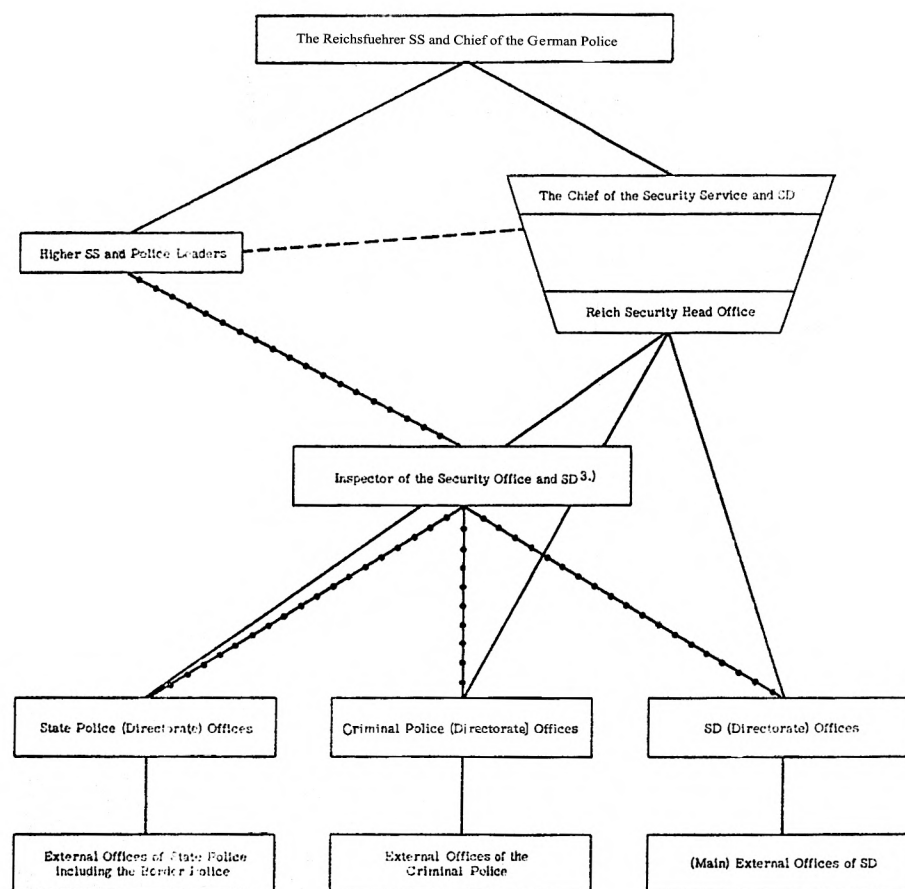 The Reichsfuehrer SS and Chief of the German Police
The Chief of the Security Service and SD
Higher SS and Police Leaders
Reich Security Head Office
Inspector of the Security Office and SD 3.)
State Police (Directorate) Offices
Criminal Police (Directorate] Offices
SD (Directorate) Offices
External Offices of State Police
including the Border Police
External Offices of the
Criminal Police
(Main) External Offices of SD